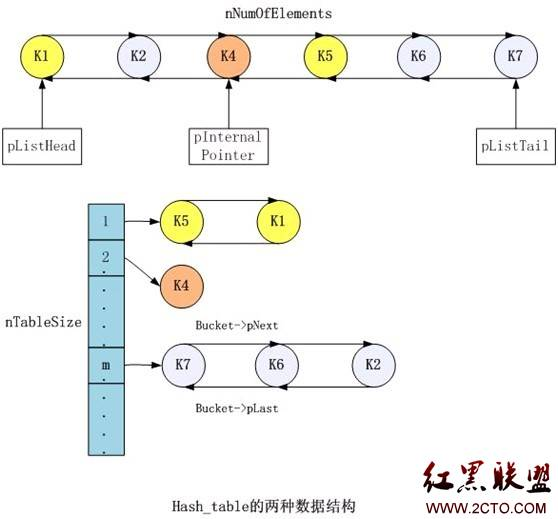 nNumOfElements
K1 K2 K4 K5 K6 K7
pListHead
pInternal
Pointer
pListTail
1
K5 K1
2
K4
nTableSize
Bucket->pNext
m
K7 K6 K2
Bucket->pLast
红黑联盟
www.2CTO.com
Hash_table的两种数据结构